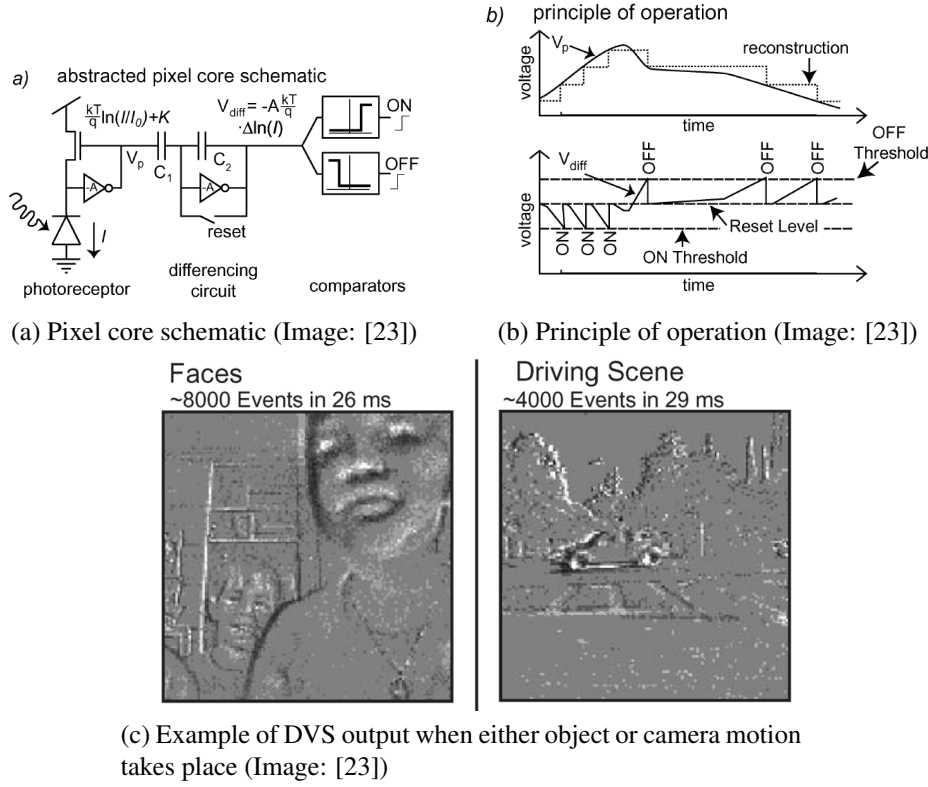 a) abstracted pixel core schematic
kT/q ln(I/I0)+K
Vdiff = -A kT/q
·Δln(I)
ON
Vp
C1
C2
OFF
-A
-A
I
reset
photoreceptor
differencing
circuit
comparators
(a) Pixel core schematic (Image: [23])
b) principle of operation
voltage
Vp
reconstruction
time
OFF
Threshold
voltage
Vdiff
OFF
OFF
OFF
Reset Level
ON
ON
ON
ON Threshold
time
(b) Principle of operation (Image: [23])
Faces
~8000 Events in 26 ms
Driving Scene
~4000 Events in 29 ms
(c) Example of DVS output when either object or camera motion
takes place (Image: [23])